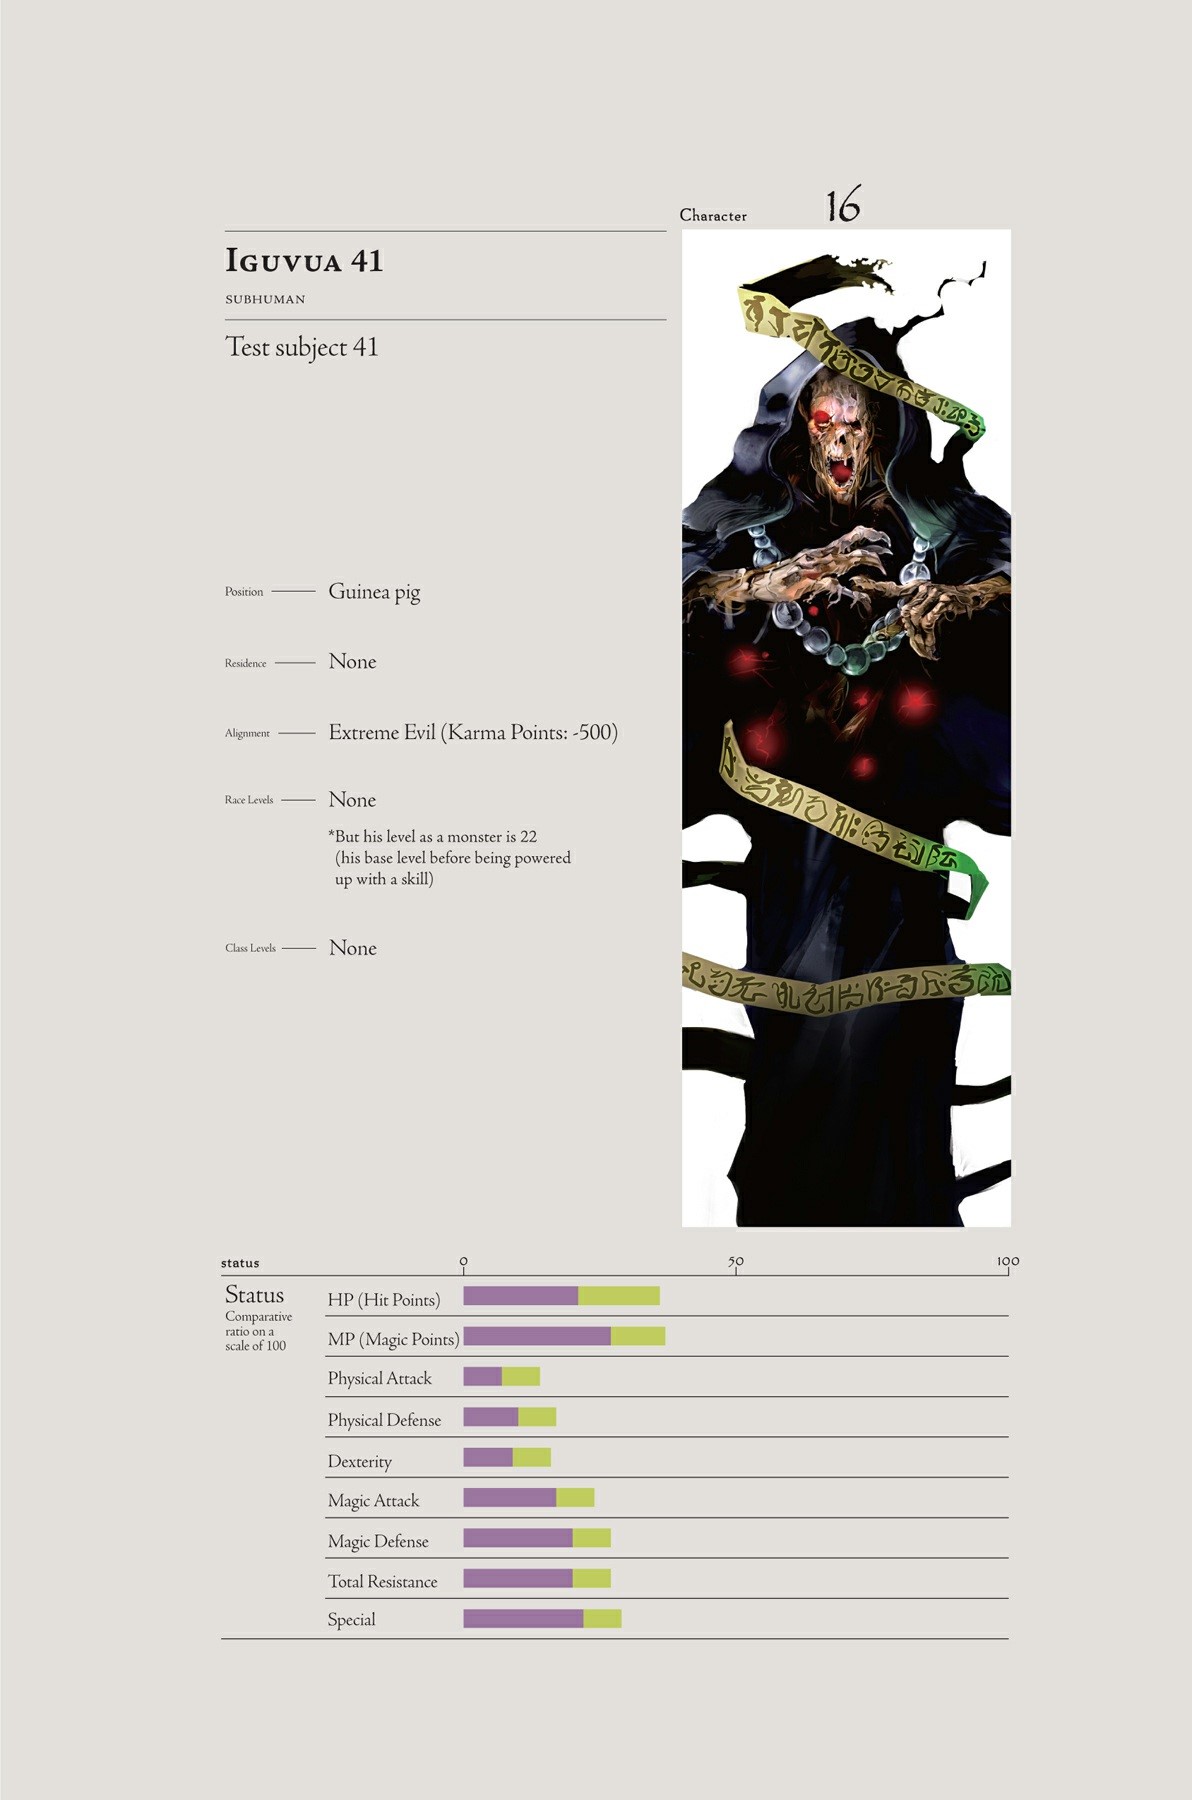 Character 16
Iguvua 41
SUBHUMAN
Test subject 41
Position Guinea pig
Residence None
Alignment Extreme Evil (Karma Points: -500)
Race Levels None
*But his level as a monster is 22
(his base level before being powered
up with a skill)
Class Levels None
status 0 50 100
Status
Comparative
ratio on a
scale of 100
HP (Hit Points)
MP (Magic Points)
Physical Attack
Physical Defense
Dexterity
Magic Attack
Magic Defense
Total Resistance
Special